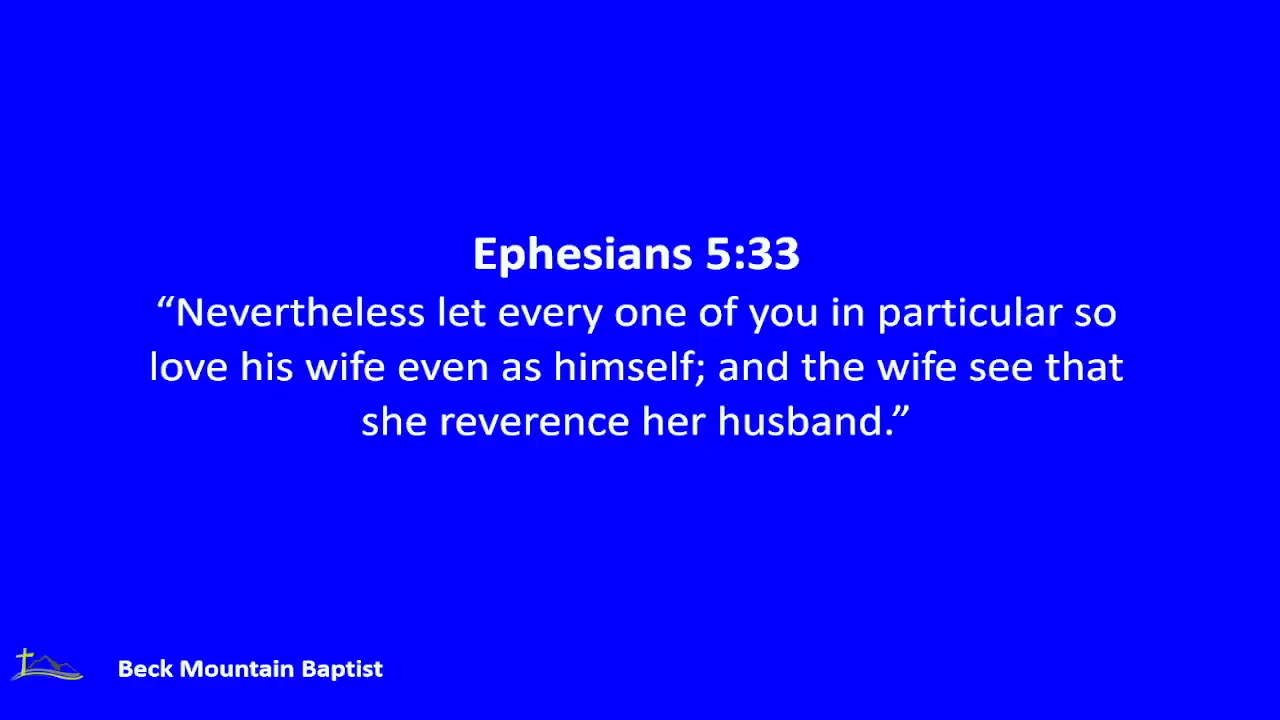 Ephesians 5:33
“Nevertheless let every one of you in particular so
love his wife even as himself; and the wife see that
she reverence her husband.”
Beck Mountain Baptist